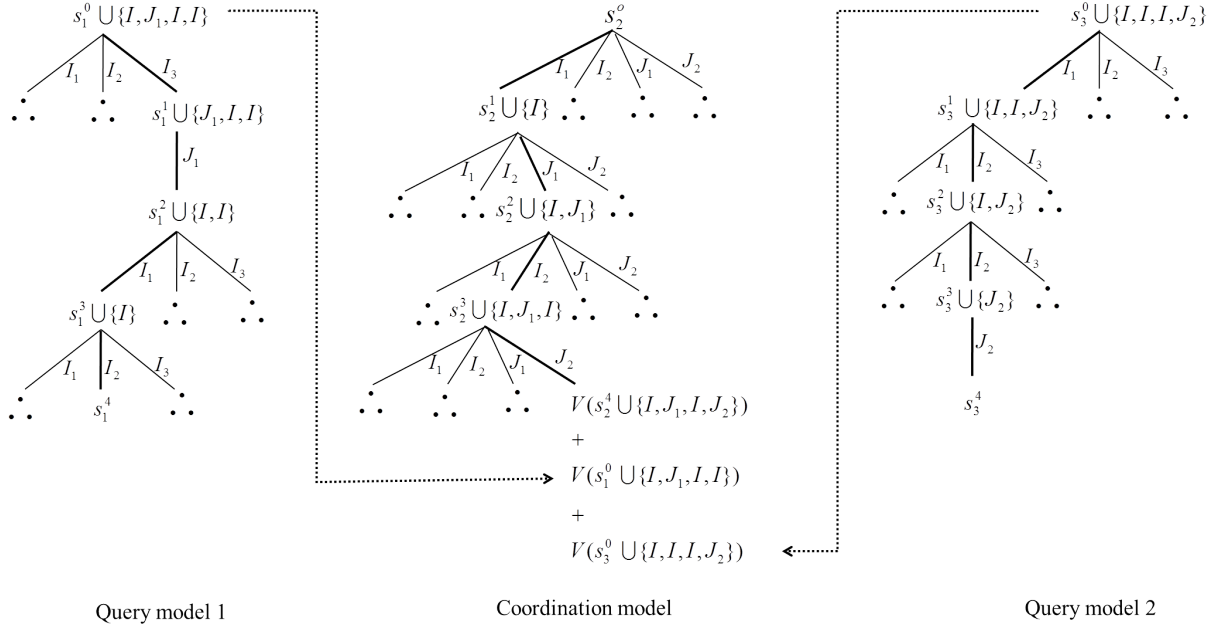 s_1^0 ∪{I, J_1, I, I}
I_1 I_2 I_3
s_1^1 ∪{J_1, I, I}
J_1
s_1^2 ∪{I, I}
I_1 I_2 I_3
s_1^3 ∪{I}
I_1 I_2 I_3
s_1^4
Query model 1
s_2^o
I_1 I_2 J_1 J_2
s_2^1 ∪{I}
I_1 I_2 J_1 J_2
s_2^2 ∪{I, J_1}
I_1 I_2 J_1 J_2
s_2^3 ∪{I, J_1, I}
I_1 I_2 J_1 J_2
V(s_2^4 ∪{I, J_1, I, J_2})
+
V(s_1^0 ∪{I, J_1, I, I})
+
V(s_3^0 ∪{I, I, I, J_2})
Coordination model
s_3^0 ∪{I, I, I, J_2}
I_1 I_2 I_3
s_3^1 ∪{I, I, J_2}
I_1 I_2 I_3
s_3^2 ∪{I, J_2}
I_1 I_2 I_3
s_3^3 ∪{J_2}
J_2
s_3^4
Query model 2